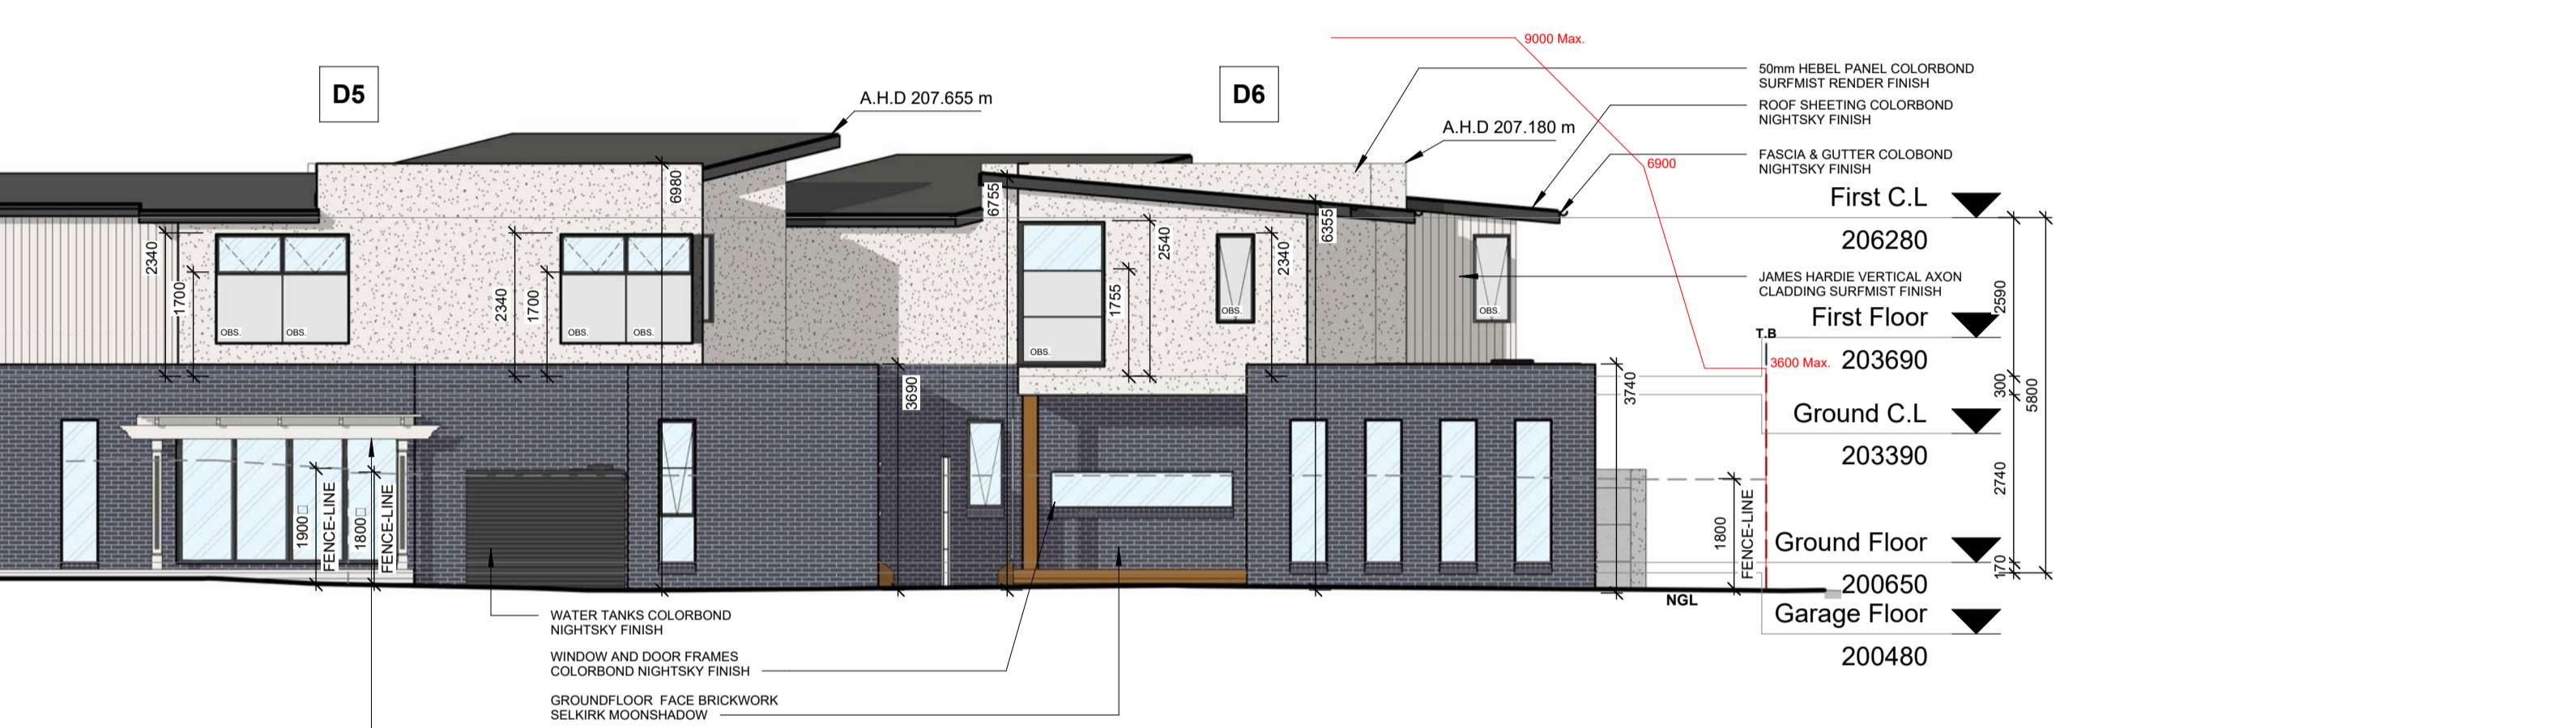 D5
D6
A.H.D 207.655 m
A.H.D 207.180 m
9000 Max.
50mm HEBEL PANEL COLORBOND
SURFMIST RENDER FINISH
ROOF SHEETING COLORBOND
NIGHTSKY FINISH
FASCIA & GUTTER COLOBOND
NIGHTSKY FINISH
6900
First C.L
206280
JAMES HARDIE VERTICAL AXON
CLADDING SURFMIST FINISH
First Floor
T.B
203690
3600 Max.
Ground C.L
203390
Ground Floor
200650
Garage Floor
200480
2590
300
5800
2740
170
2340
1700
2340
1700
6980
6755
2540
1755
2340
6355
OBS.
OBS.
OBS.
OBS.
OBS.
OBS.
OBS.
3690
3740
1900
FENCE-LINE
1800
FENCE-LINE
1800
FENCE-LINE
NGL
WATER TANKS COLORBOND
NIGHTSKY FINISH
WINDOW AND DOOR FRAMES
COLORBOND NIGHTSKY FINISH
GROUNDFLOOR FACE BRICKWORK
SELKIRK MOONSHADOW